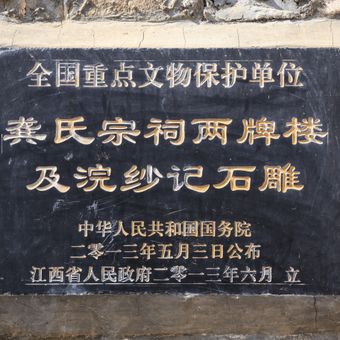 全国重点文物保护单位
龚氏宗祠两牌楼
及浣纱记石雕
中华人民共和国国务院
二〇一三年五月三日公布
江西省人民政府二〇一三年六月 立